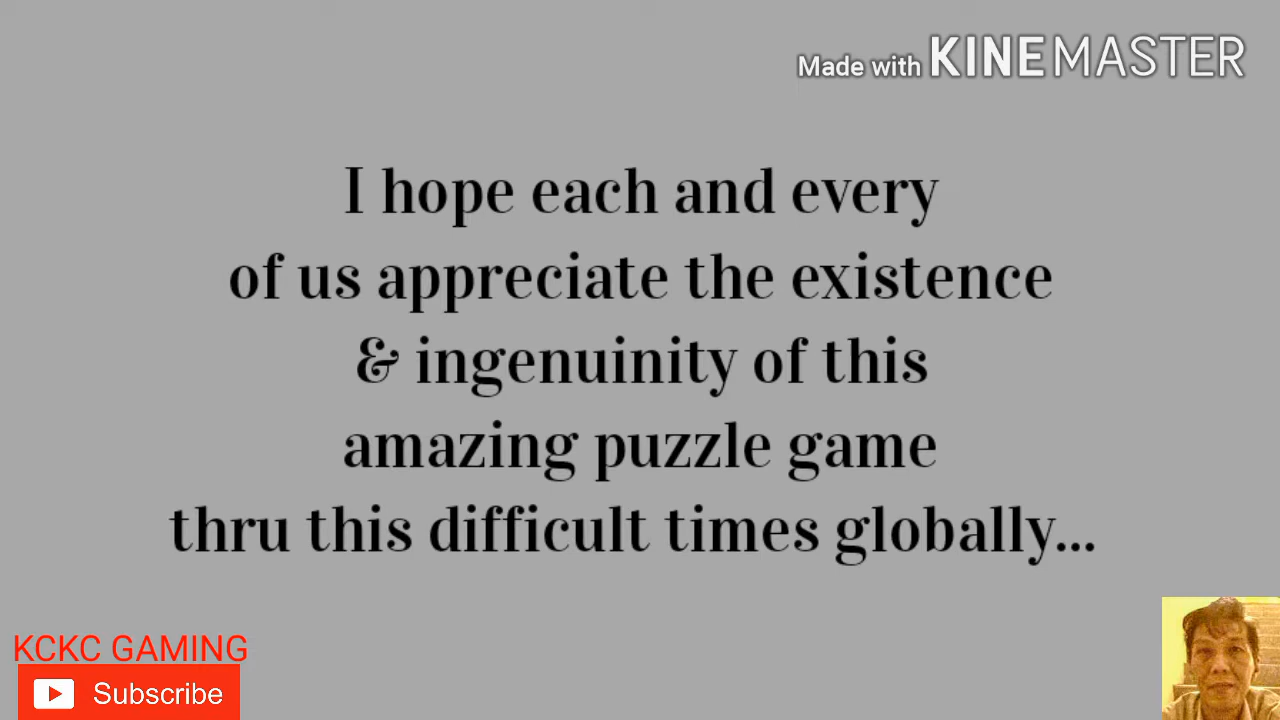 Made with KINEMASTER
I hope each and every
of us appreciate the existence
& ingenuinity of this
amazing puzzle game
thru this difficult times globally...
KCKC GAMING
Subscribe